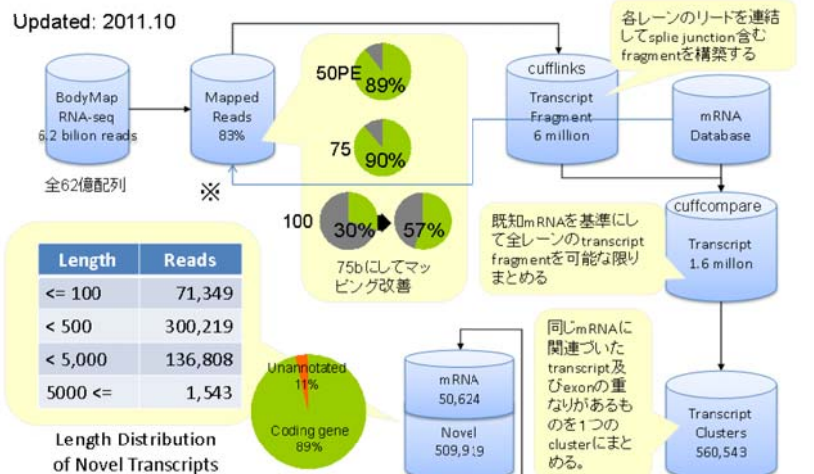 Updated: 2011.10
各レーンのリードを連結
してsplie junction含む
fragmentを構築する
BodyMap
RNA-seq
6.2 bilion reads
全62億配列
Mapped
Reads
83%
※
50PE
89%
75
90%
100
30%
57%
75bにしてマッ
ピング改善
cufflinks
Transcript
Fragment
6 million
mRNA
Database
cuffcompare
Transcript
1.6 millon
既知mRNAを基準にし
て全レーンのtranscript
fragmentを可能な限り
まとめる
Length Reads
<= 100 71,349
< 500 300,219
< 5,000 136,808
5000 <= 1,543
Length Distribution
of Novel Transcripts
Unannotated
11%
Coding gene
89%
mRNA
50,624
Novel
509,919
同じmRNAに
関連づいた
transcript及
びexonの重
なりがあるも
のを1つの
clusterにまと
める。
Transcript
Clusters
560,543